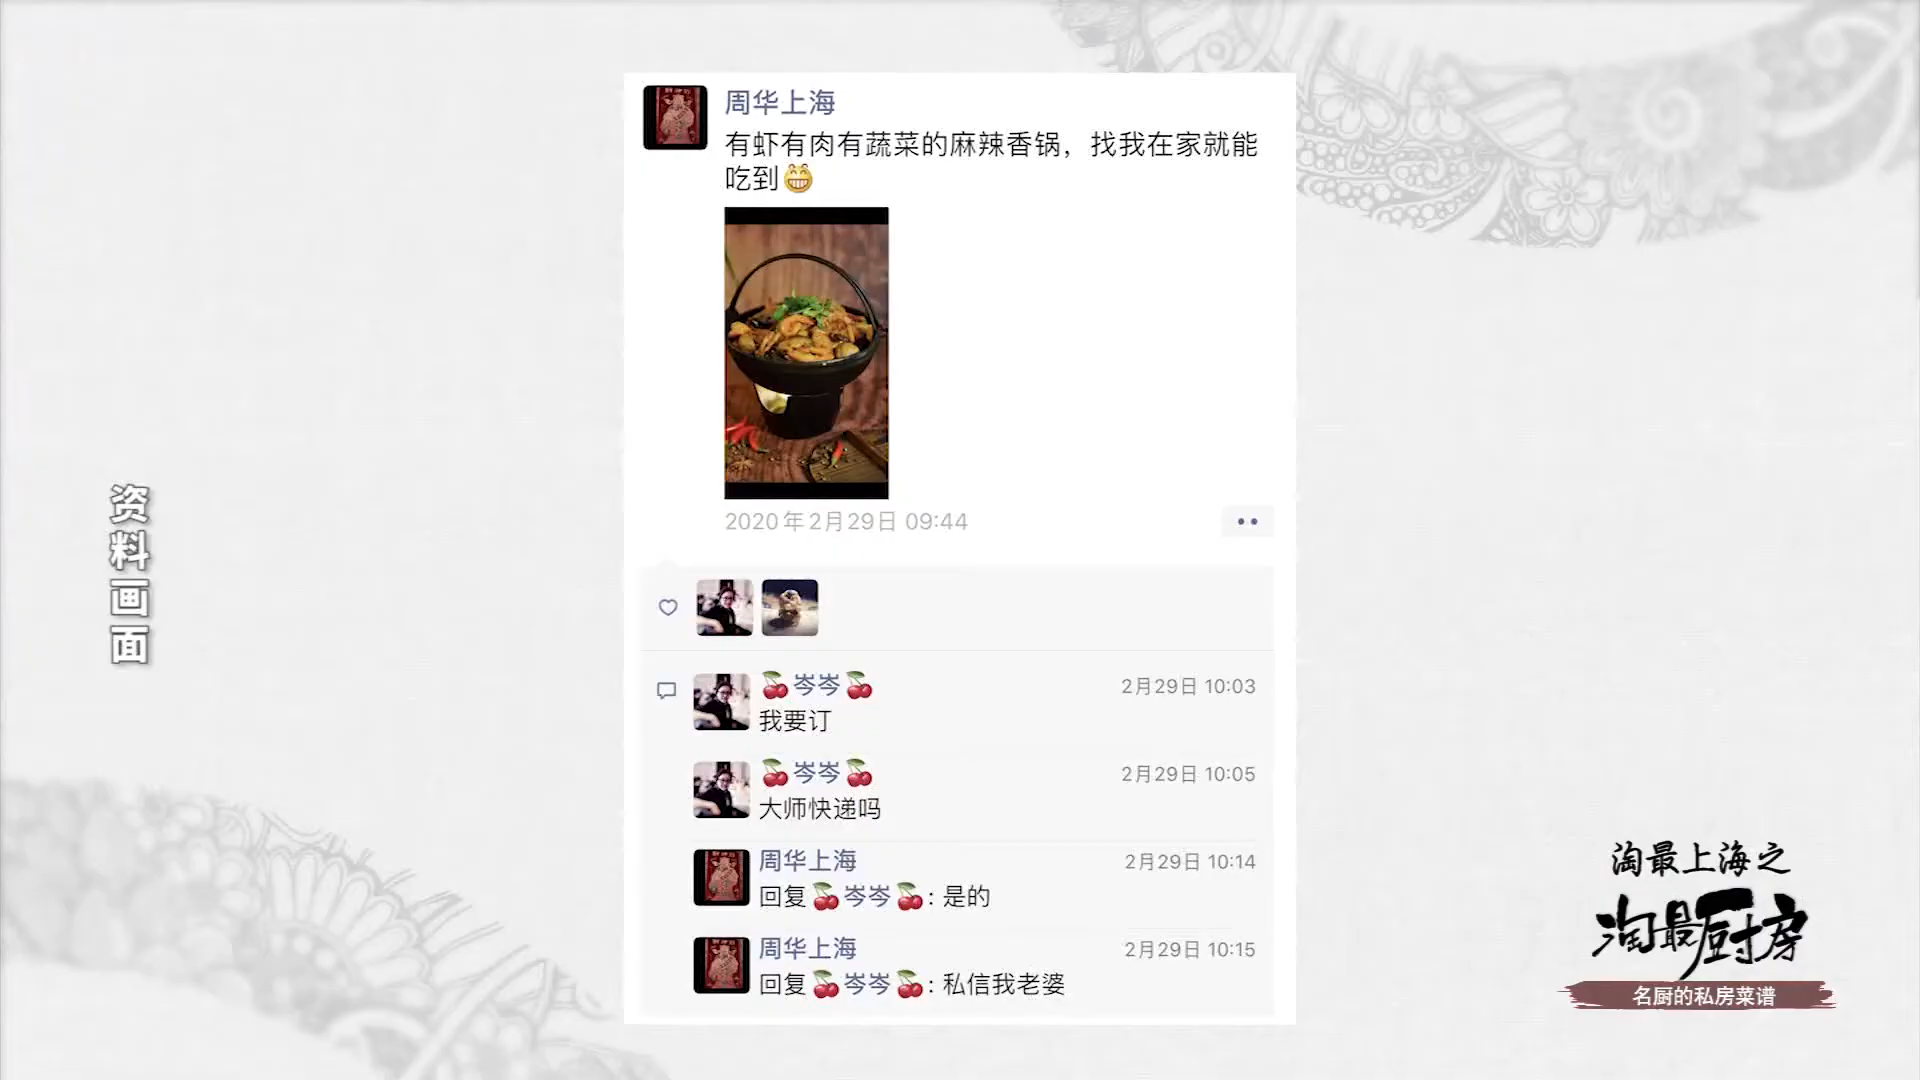 周华上海
有虾有肉有蔬菜的麻辣香锅，找我在家就能
吃到😁
2020年2月29日 09:44
🍒岑岑🍒
2月29日 10:03
我要订
🍒岑岑🍒
2月29日 10:05
大师快递吗
周华上海
2月29日 10:14
回复🍒岑岑🍒: 是的
周华上海
2月29日 10:15
回复🍒岑岑🍒: 私信我老婆
资料画面
淘最上海之
淘最厨房
名厨的私房菜谱